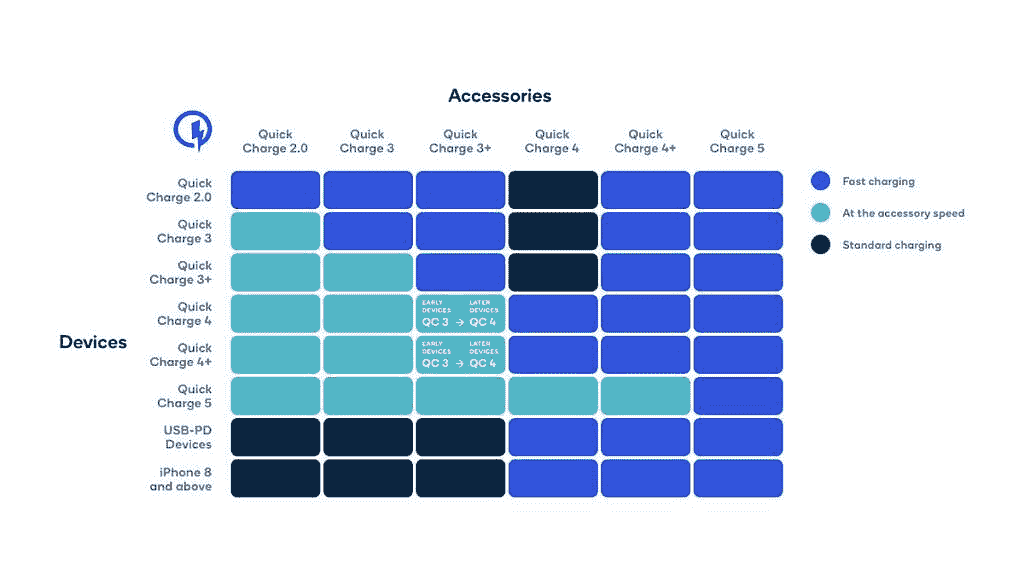 Accessories
Quick
Charge 2.0
Quick
Charge 3
Quick
Charge 3+
Quick
Charge 4
Quick
Charge 4+
Quick
Charge 5
Fast charging
At the accessory speed
Standard charging
Devices
Quick
Charge 2.0
Quick
Charge 3
Quick
Charge 3+
Quick
Charge 4
EARLY
DEVICES
QC 3 →
LATER
DEVICES
QC 4
Quick
Charge 4+
EARLY
DEVICES
QC 3 →
LATER
DEVICES
QC 4
Quick
Charge 5
USB-PD
Devices
iPhone 8
and above